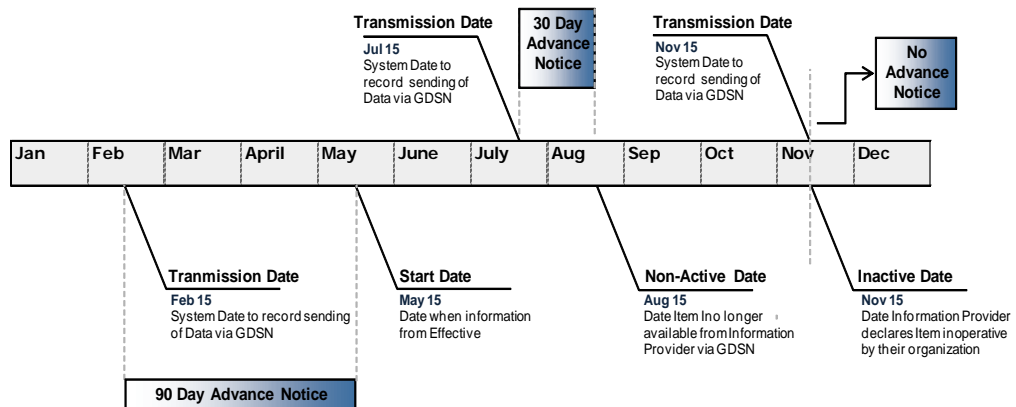 Transmission Date
Jul 15
System Date to
record sending of
Data via GDSN
30 Day
Advance
Notice
Transmission Date
Nov 15
System Date to
record sending of
Data via GDSN
No
Advance
Notice
Jan Feb Mar April May June July Aug Sep Oct Nov Dec
Tranmission Date
Feb 15
System Date to record sending
of Data via GDSN
Start Date
May 15
Date when information
from Effective
Non-Active Date
Aug 15
Date Item Ino longer
available from Information
Provider via GDSN
Inactive Date
Nov 15
Date Information Provider
declares Item inoperative
by their organization
90 Day Advance Notice